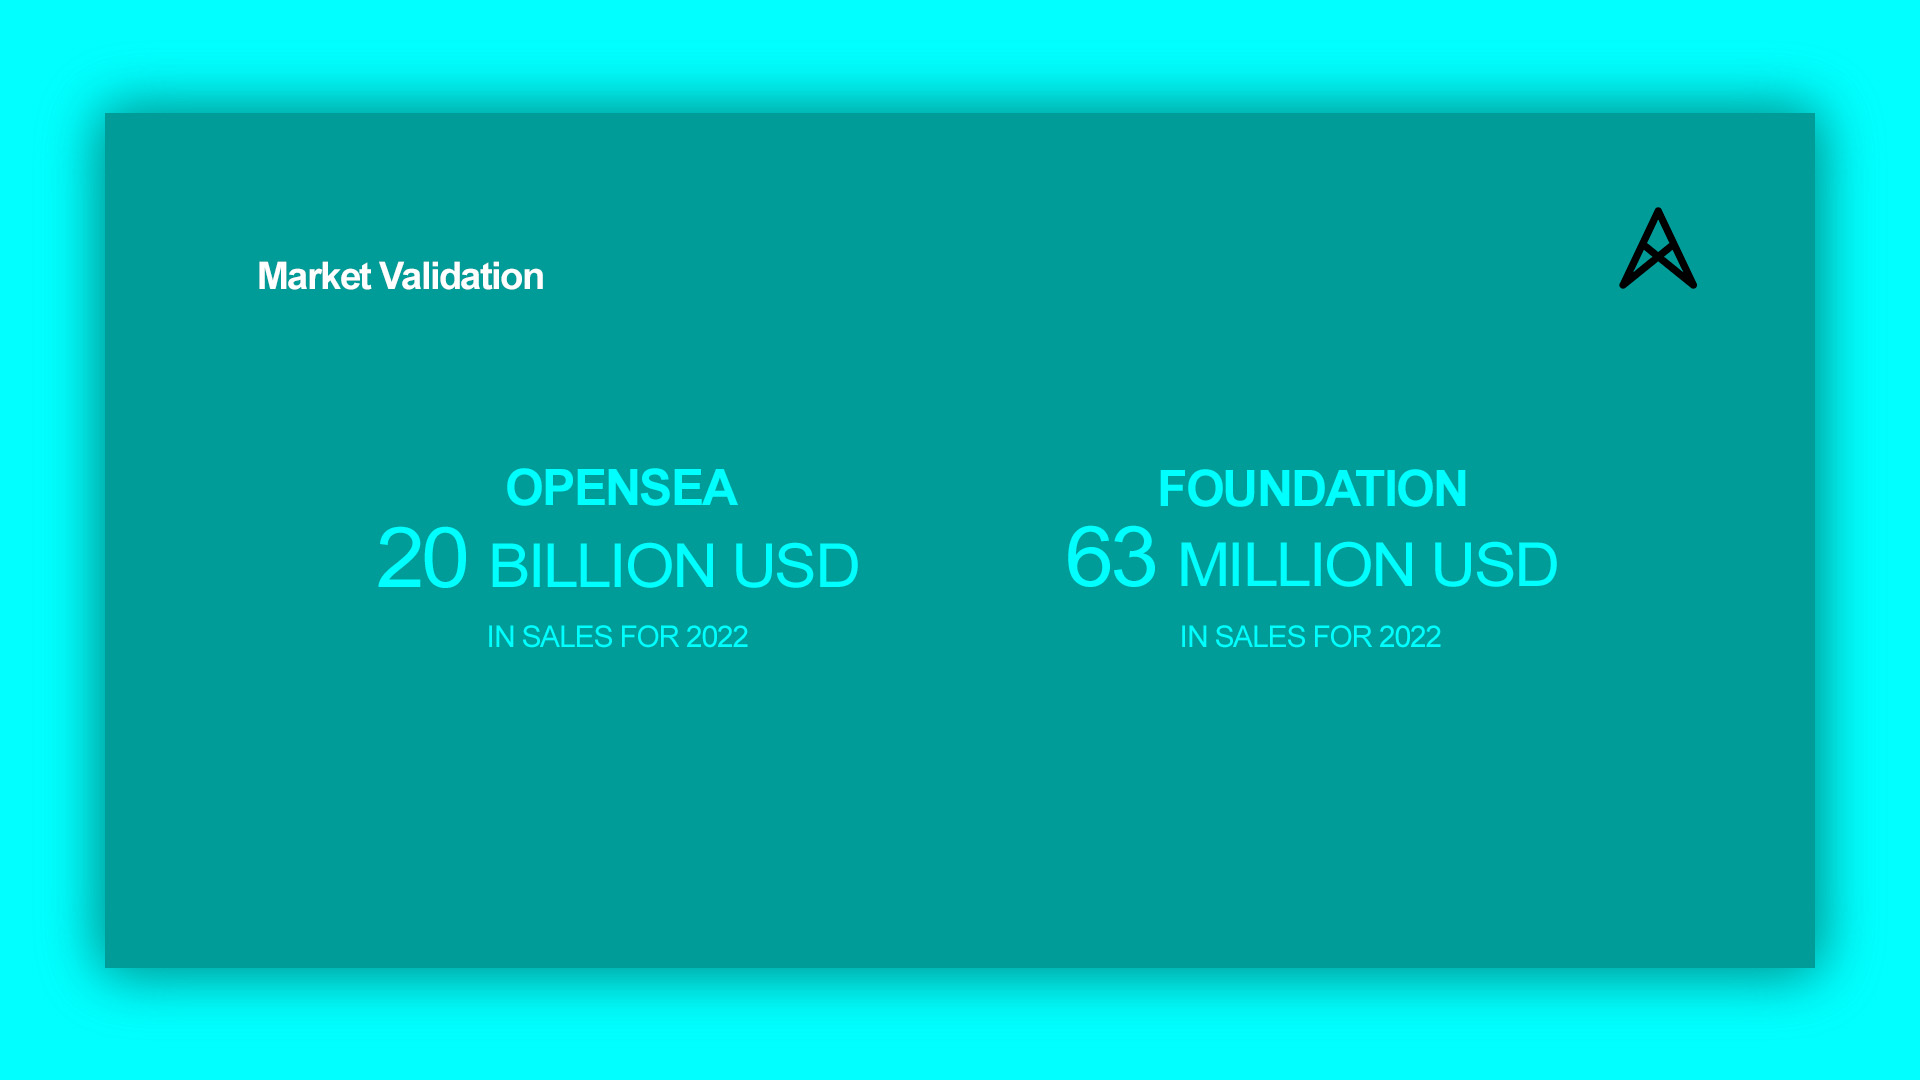 Market Validation
OPENSEA
20 BILLION USD
IN SALES FOR 2022
FOUNDATION
63 MILLION USD
IN SALES FOR 2022